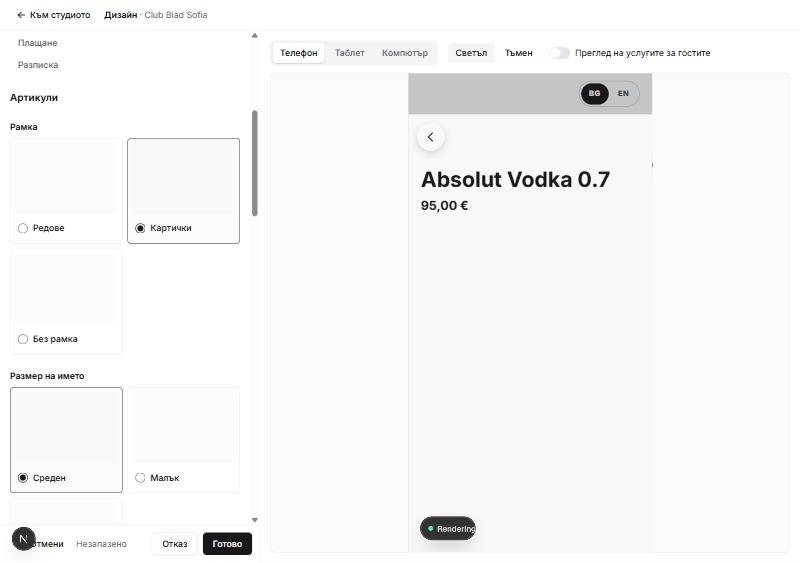 Към студиото
Дизайн · Club Biad Sofia
Плащане
Разписка
Артикули
Рамка
Редове
Картички
Без рамка
Размер на името
Среден
Малък
N
Незапазено
Отказ
Готово
Телефон
Таблет
Компютър
Светъл
Тъмен
Преглед на услугите за гостите
BG
EN
Absolut Vodka 0.7
95,00 €
Rendering